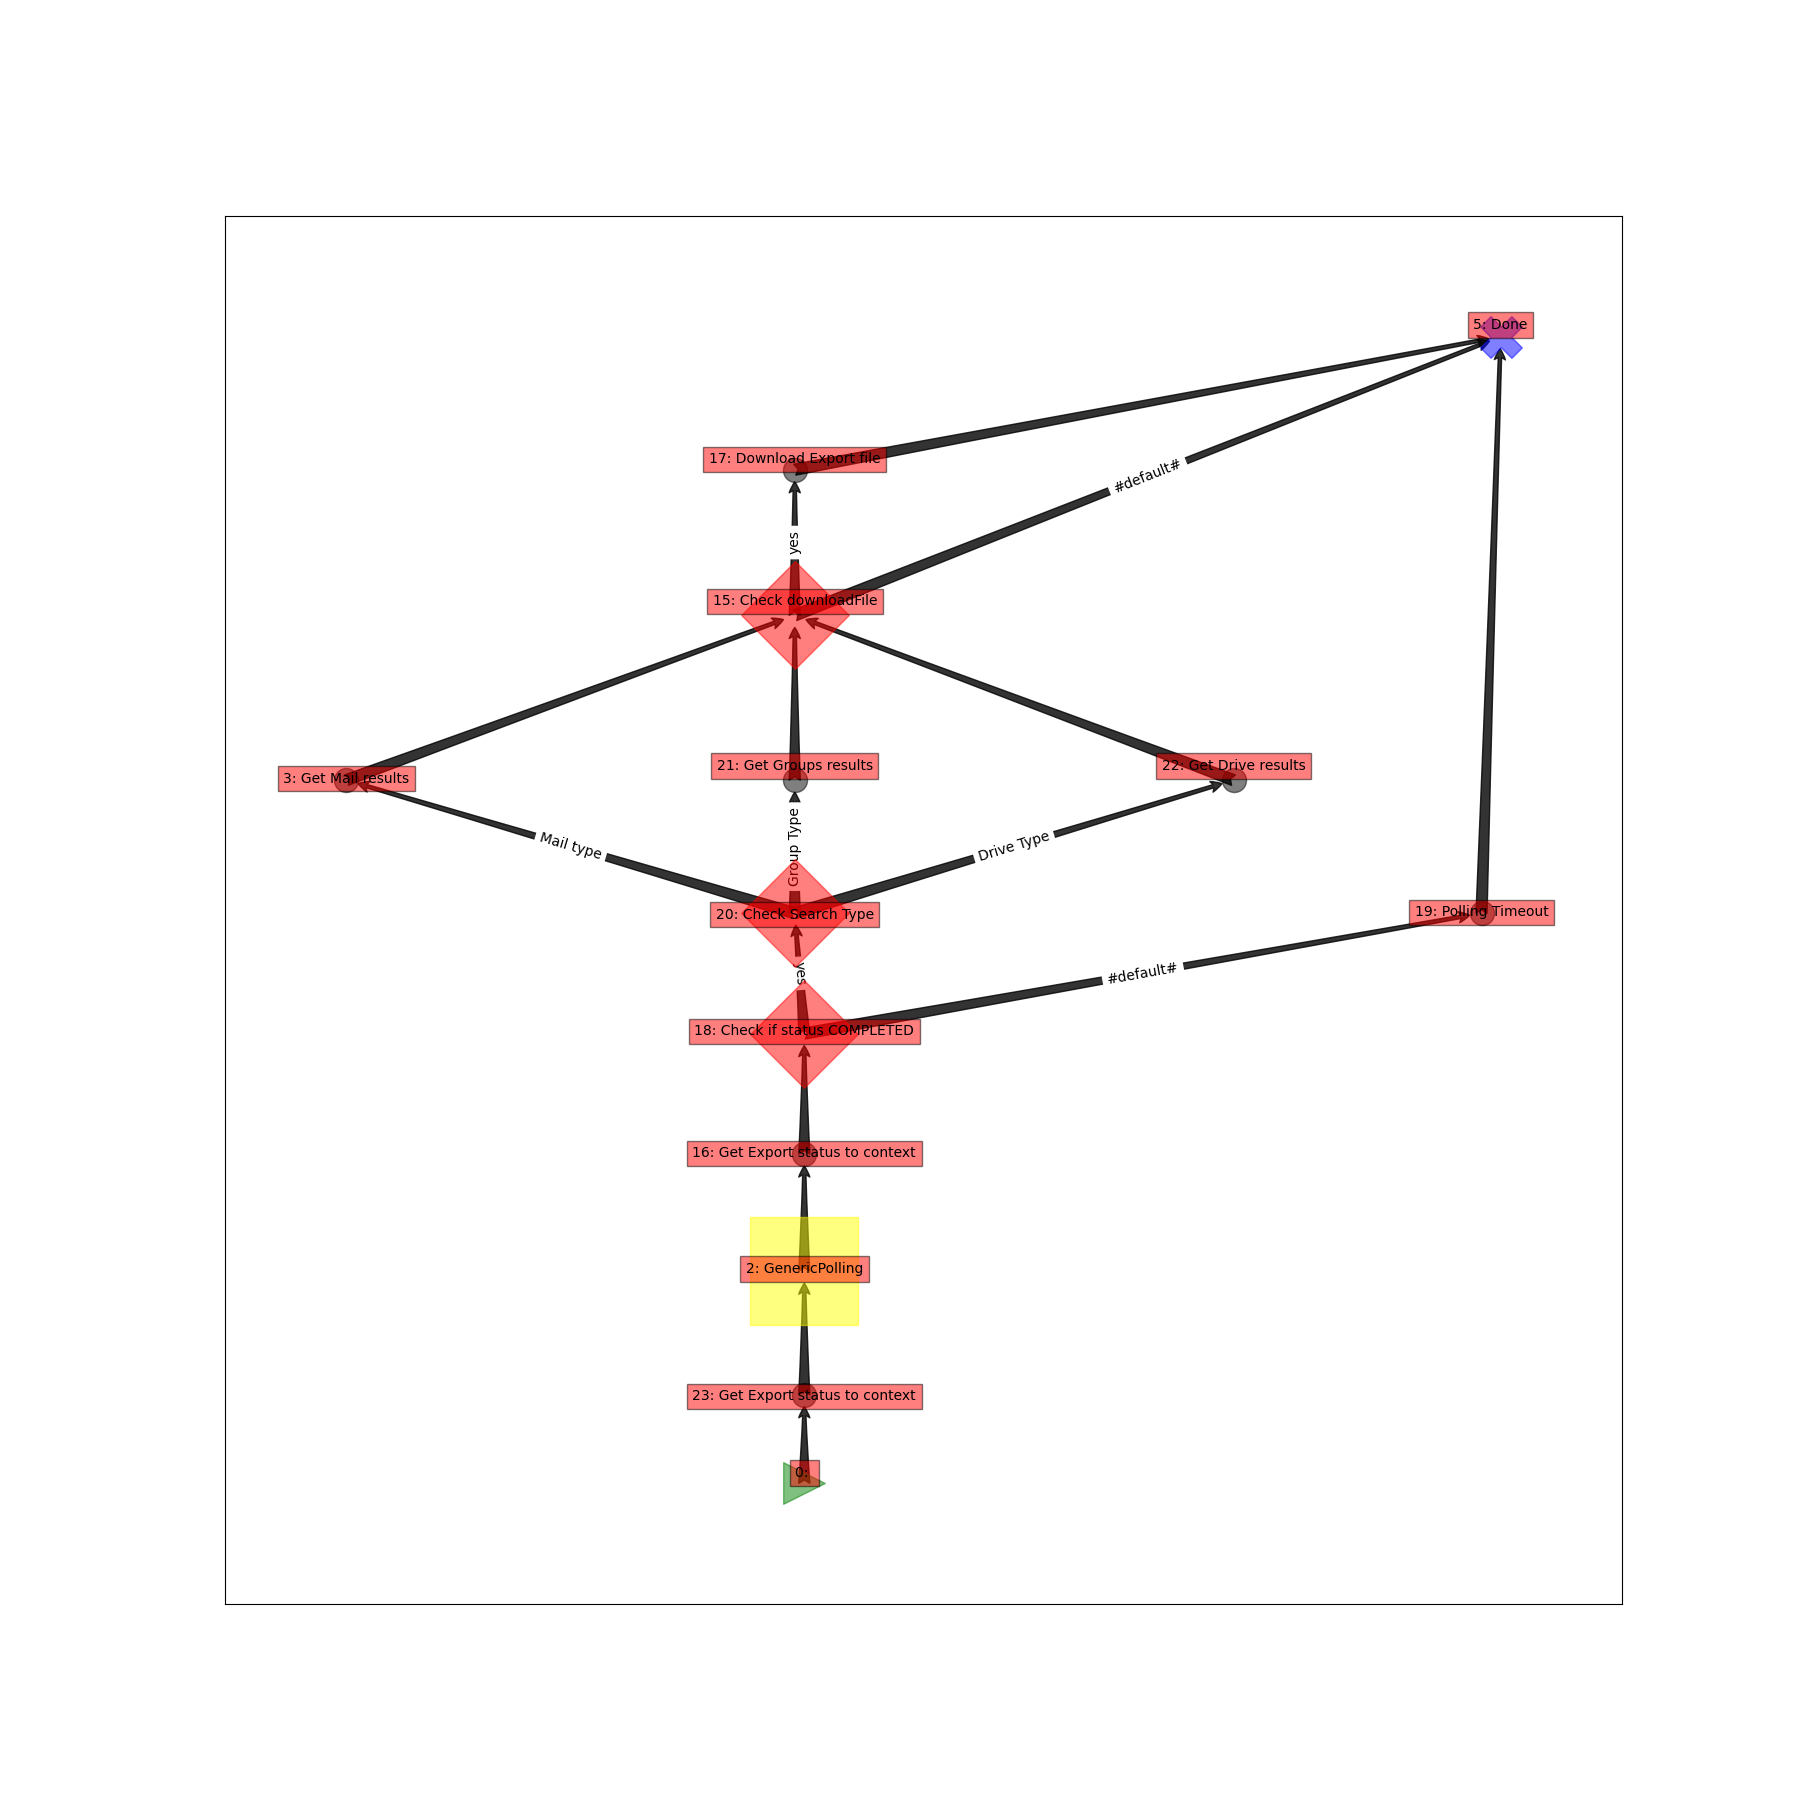 5: Done
17: Download Export file
#default#
yes
15: Check downloadFile
3: Get Mail results
21: Get Groups results
22: Get Drive results
Mail type
Group Type
Drive Type
20: Check Search Type
19: Polling Timeout
yes
#default#
18: Check if status COMPLETED
16: Get Export status to context
2: GenericPolling
23: Get Export status to context
0: